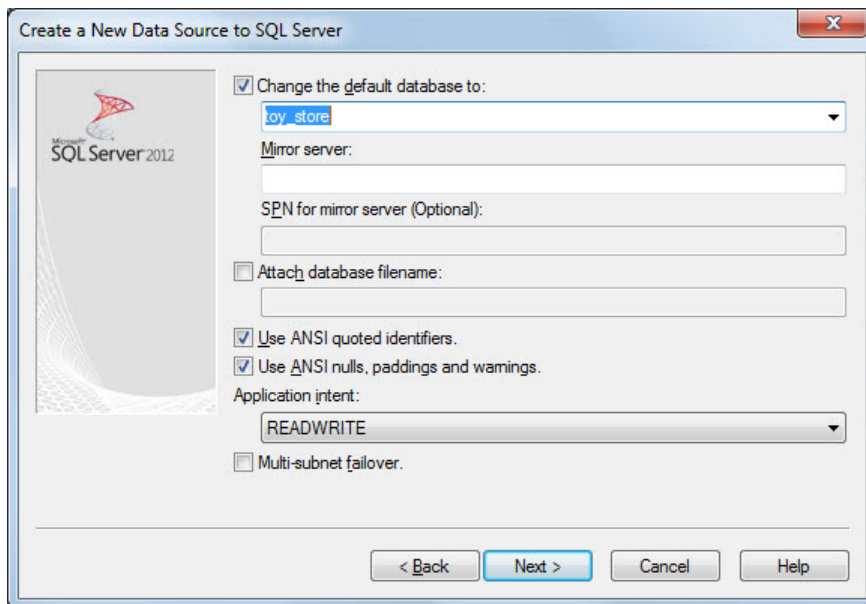 Create a New Data Source to SQL Server
Microsoft
SQL Server 2012
Change the default database to:
toy_store
Mirror server:
SPN for mirror server (Optional):
Attach database filename:
Use ANSI quoted identifiers.
Use ANSI nulls, paddings and warnings.
Application intent:
READWRITE
Multi-subnet failover.
< Back
Next >
Cancel
Help